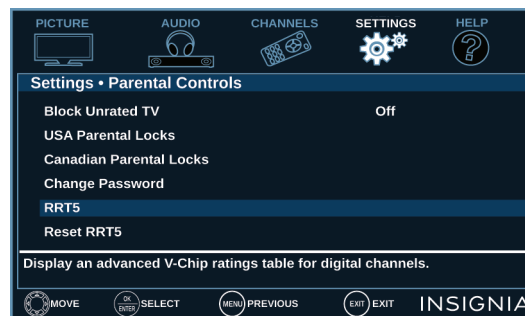 PICTURE AUDIO CHANNELS SETTINGS HELP
Settings • Parental Controls
Block Unrated TV Off
USA Parental Locks
Canadian Parental Locks
Change Password
RRT5
Reset RRT5
Display an advanced V-Chip ratings table for digital channels.
MOVE OK ENTER SELECT MENU PREVIOUS EXIT EXIT INSIGNIA